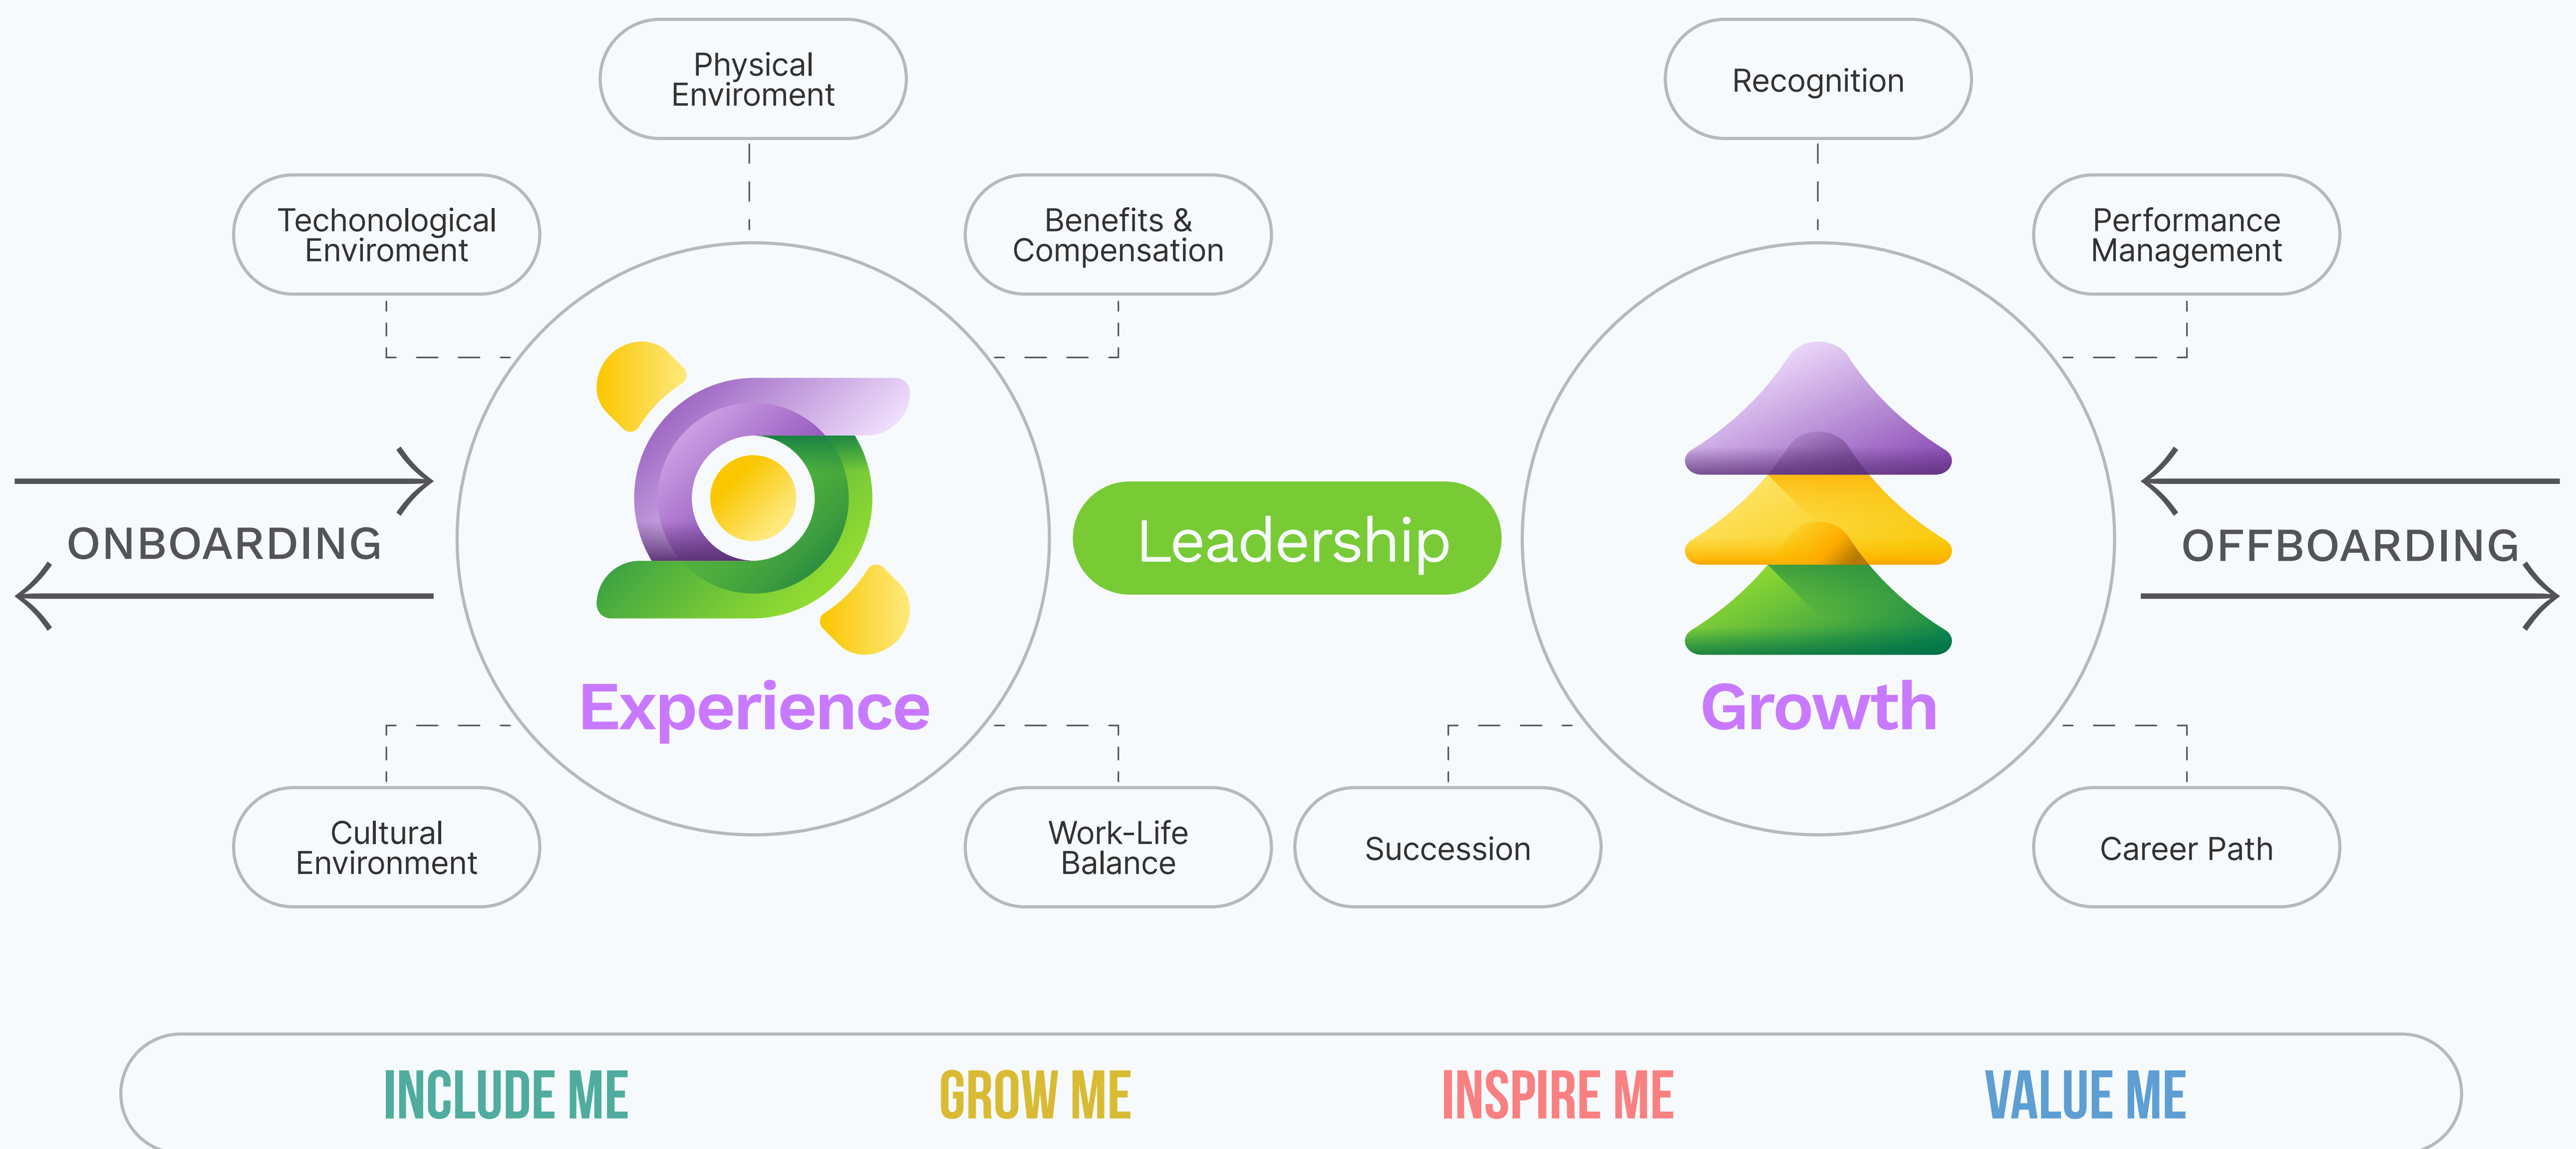 Physical
Enviroment
Recognition
Techonological
Enviroment
Benefits &
Compensation
Performance
Management
ONBOARDING
Leadership
OFFBOARDING
Experience
Growth
Cultural
Environment
Work-Life
Balance
Succession
Career Path
INCLUDE ME
GROW ME
INSPIRE ME
VALUE ME